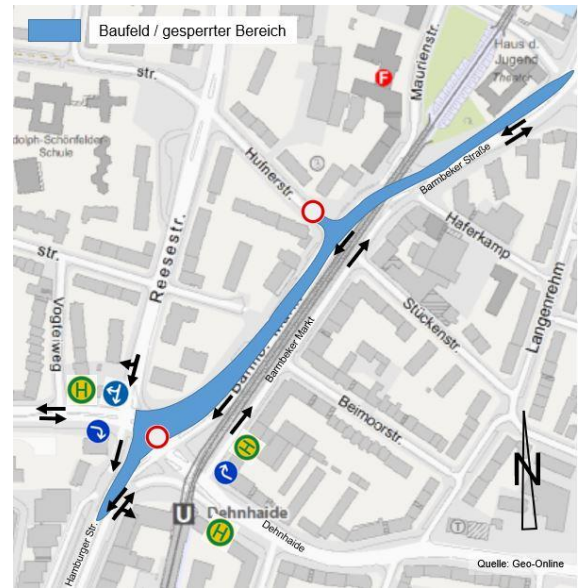 Baufeld / gesperrter Bereich
Haus d.
Jugend
Theater
Maurienstr.
F
str.
dolph-Schönfelder-
Schule
Hufnerstr.
Barmbeker Straße
Reesestr.
Haferkamp
Langenrehm
str.
Vogteiweg
Stückenstr.
Barmbeker Markt
Beimoorstr.
H
H
N
U Dehnhaide
H
Dehnhaide
T
Hamburger Str.
Quelle: Geo-Online